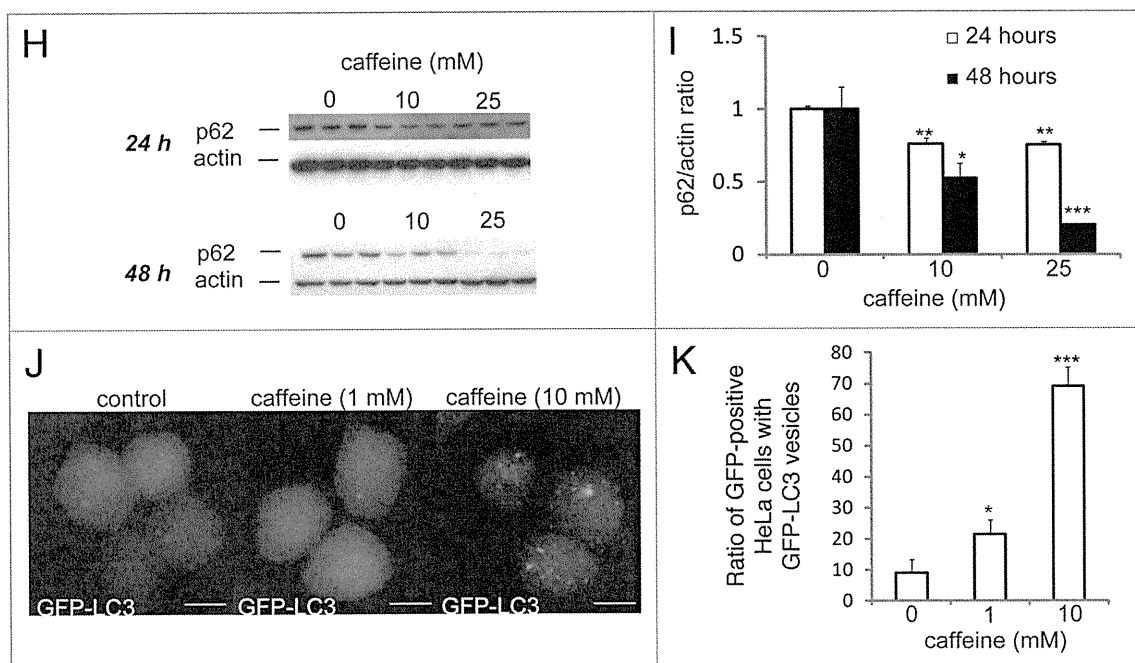 H
caffeine (mM)
0 10 25
24 h
p62
actin
0 10 25
48 h
p62
actin
I
24 hours
48 hours
p62/actin ratio
1.5
1
0.5
0
** * ** ***
0 10 25
caffeine (mM)
J
control caffeine (1 mM) caffeine (10 mM)
GFP-LC3 GFP-LC3 GFP-LC3
K
Ratio of GFP-positive
HeLa cells with
GFP-LC3 vesicles
80
70
60
50
40
30
20
10
0
* ***
0 1 10
caffeine (mM)